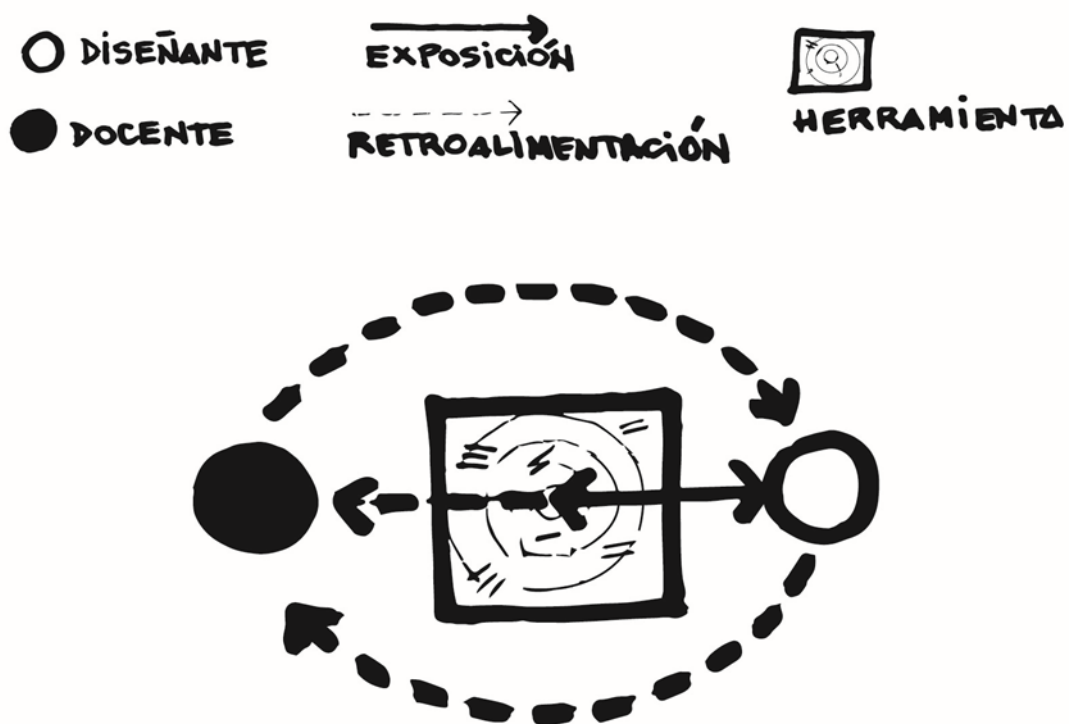 DISEÑANTE
EXPOSICIÓN
DOCENTE
RETROALIMENTACIÓN
HERRAMIENTA